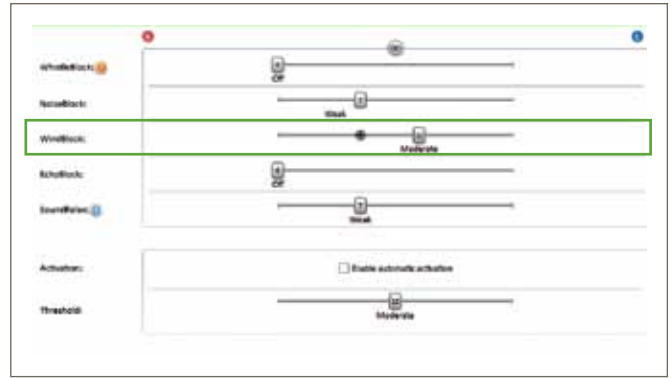 WhistleBlock:
Off
NoiseBlock:
Weak
WindBlock:
Moderate
EchoBlock:
Off
SoundRelax:
Weak
Activation:
Enable automatic activation
Threshold:
Moderate